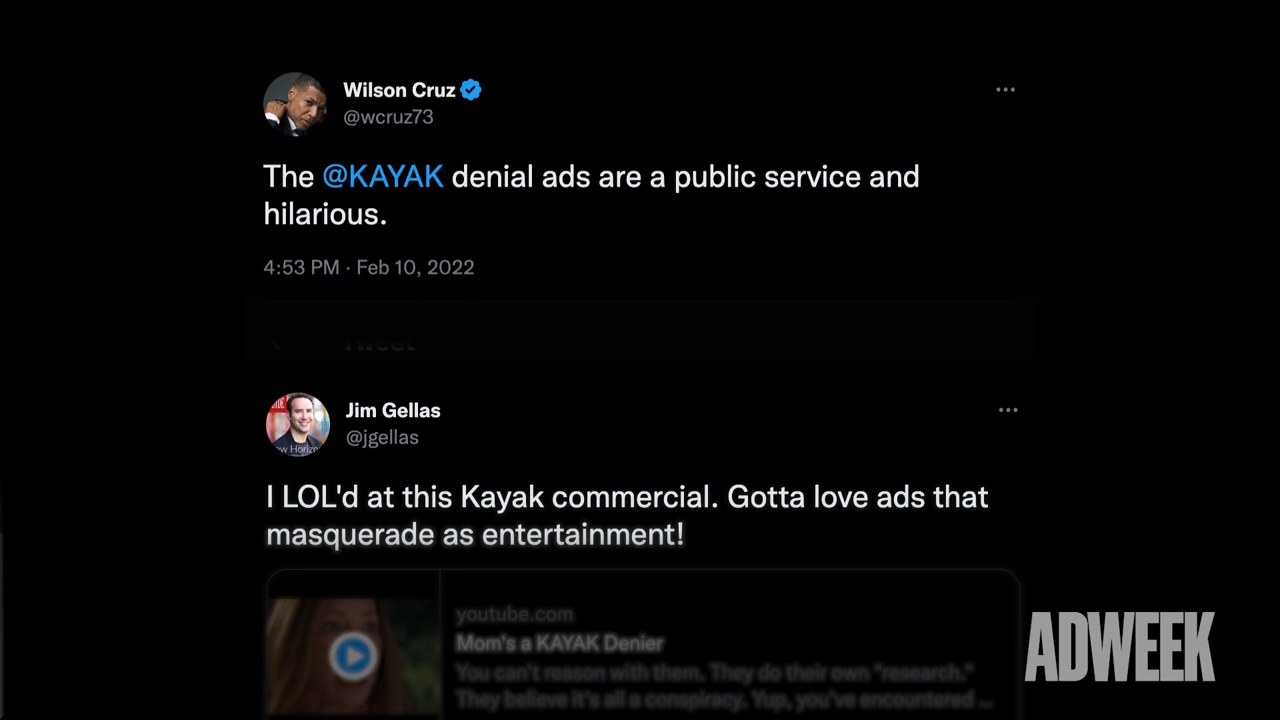 Wilson Cruz
@wcruz73
The @KAYAK denial ads are a public service and
hilarious.
4:53 PM · Feb 10, 2022
Tweet
Jim Gellas
@jgellas
I LOL'd at this Kayak commercial. Gotta love ads that
masquerade as entertainment!
youtube.com
Mom's a KAYAK Denier
You can't reason with them. They do their own "research."
They believe it's all a conspiracy. Yup, you've encountered ...
ADWEEK